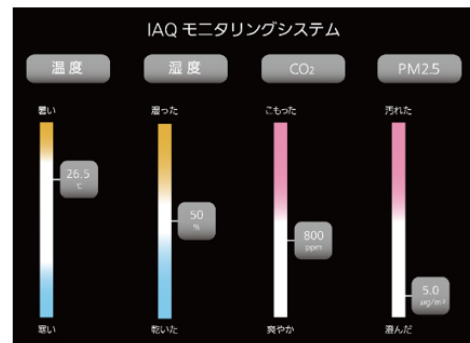 IAQ モニタリングシステム
温度 湿度 CO₂ PM2.5
暑い 湿った こもった 汚れた
26.5
℃
50
%
800
ppm
5.0
μg/m³
寒い 乾いた 爽やか 澄んだ